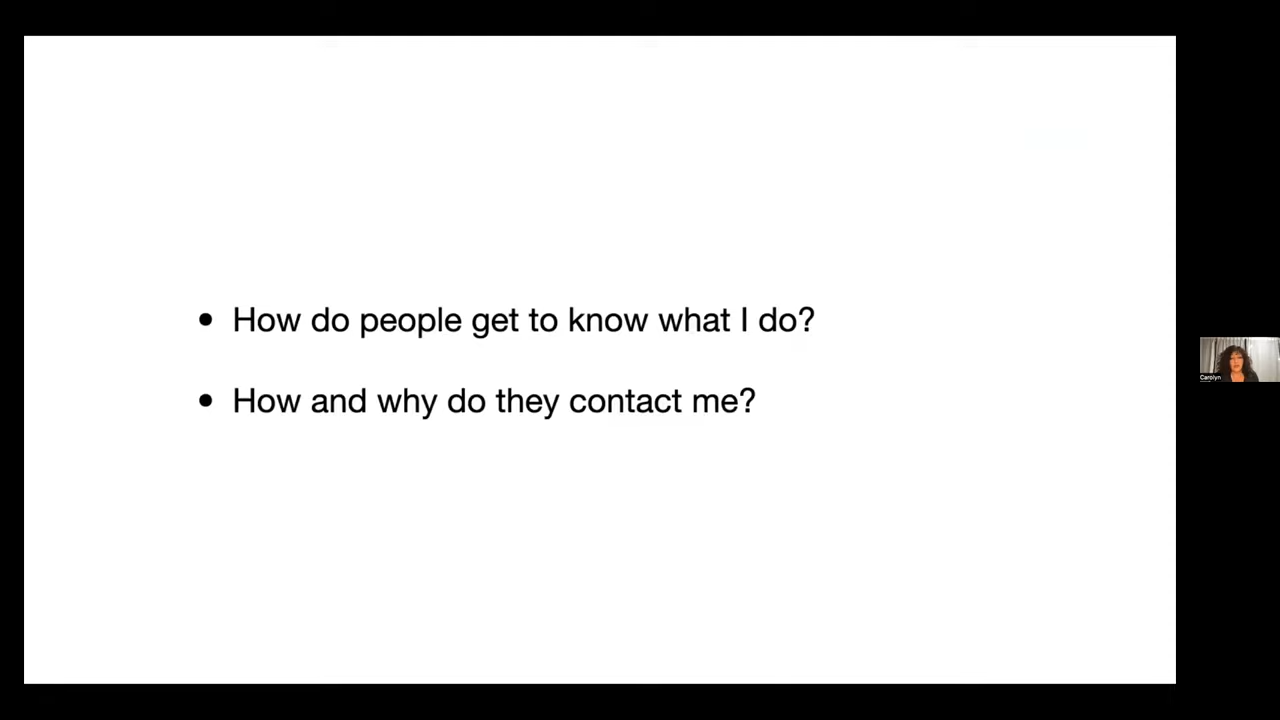 • How do people get to know what I do?
• How and why do they contact me?
Carolyn